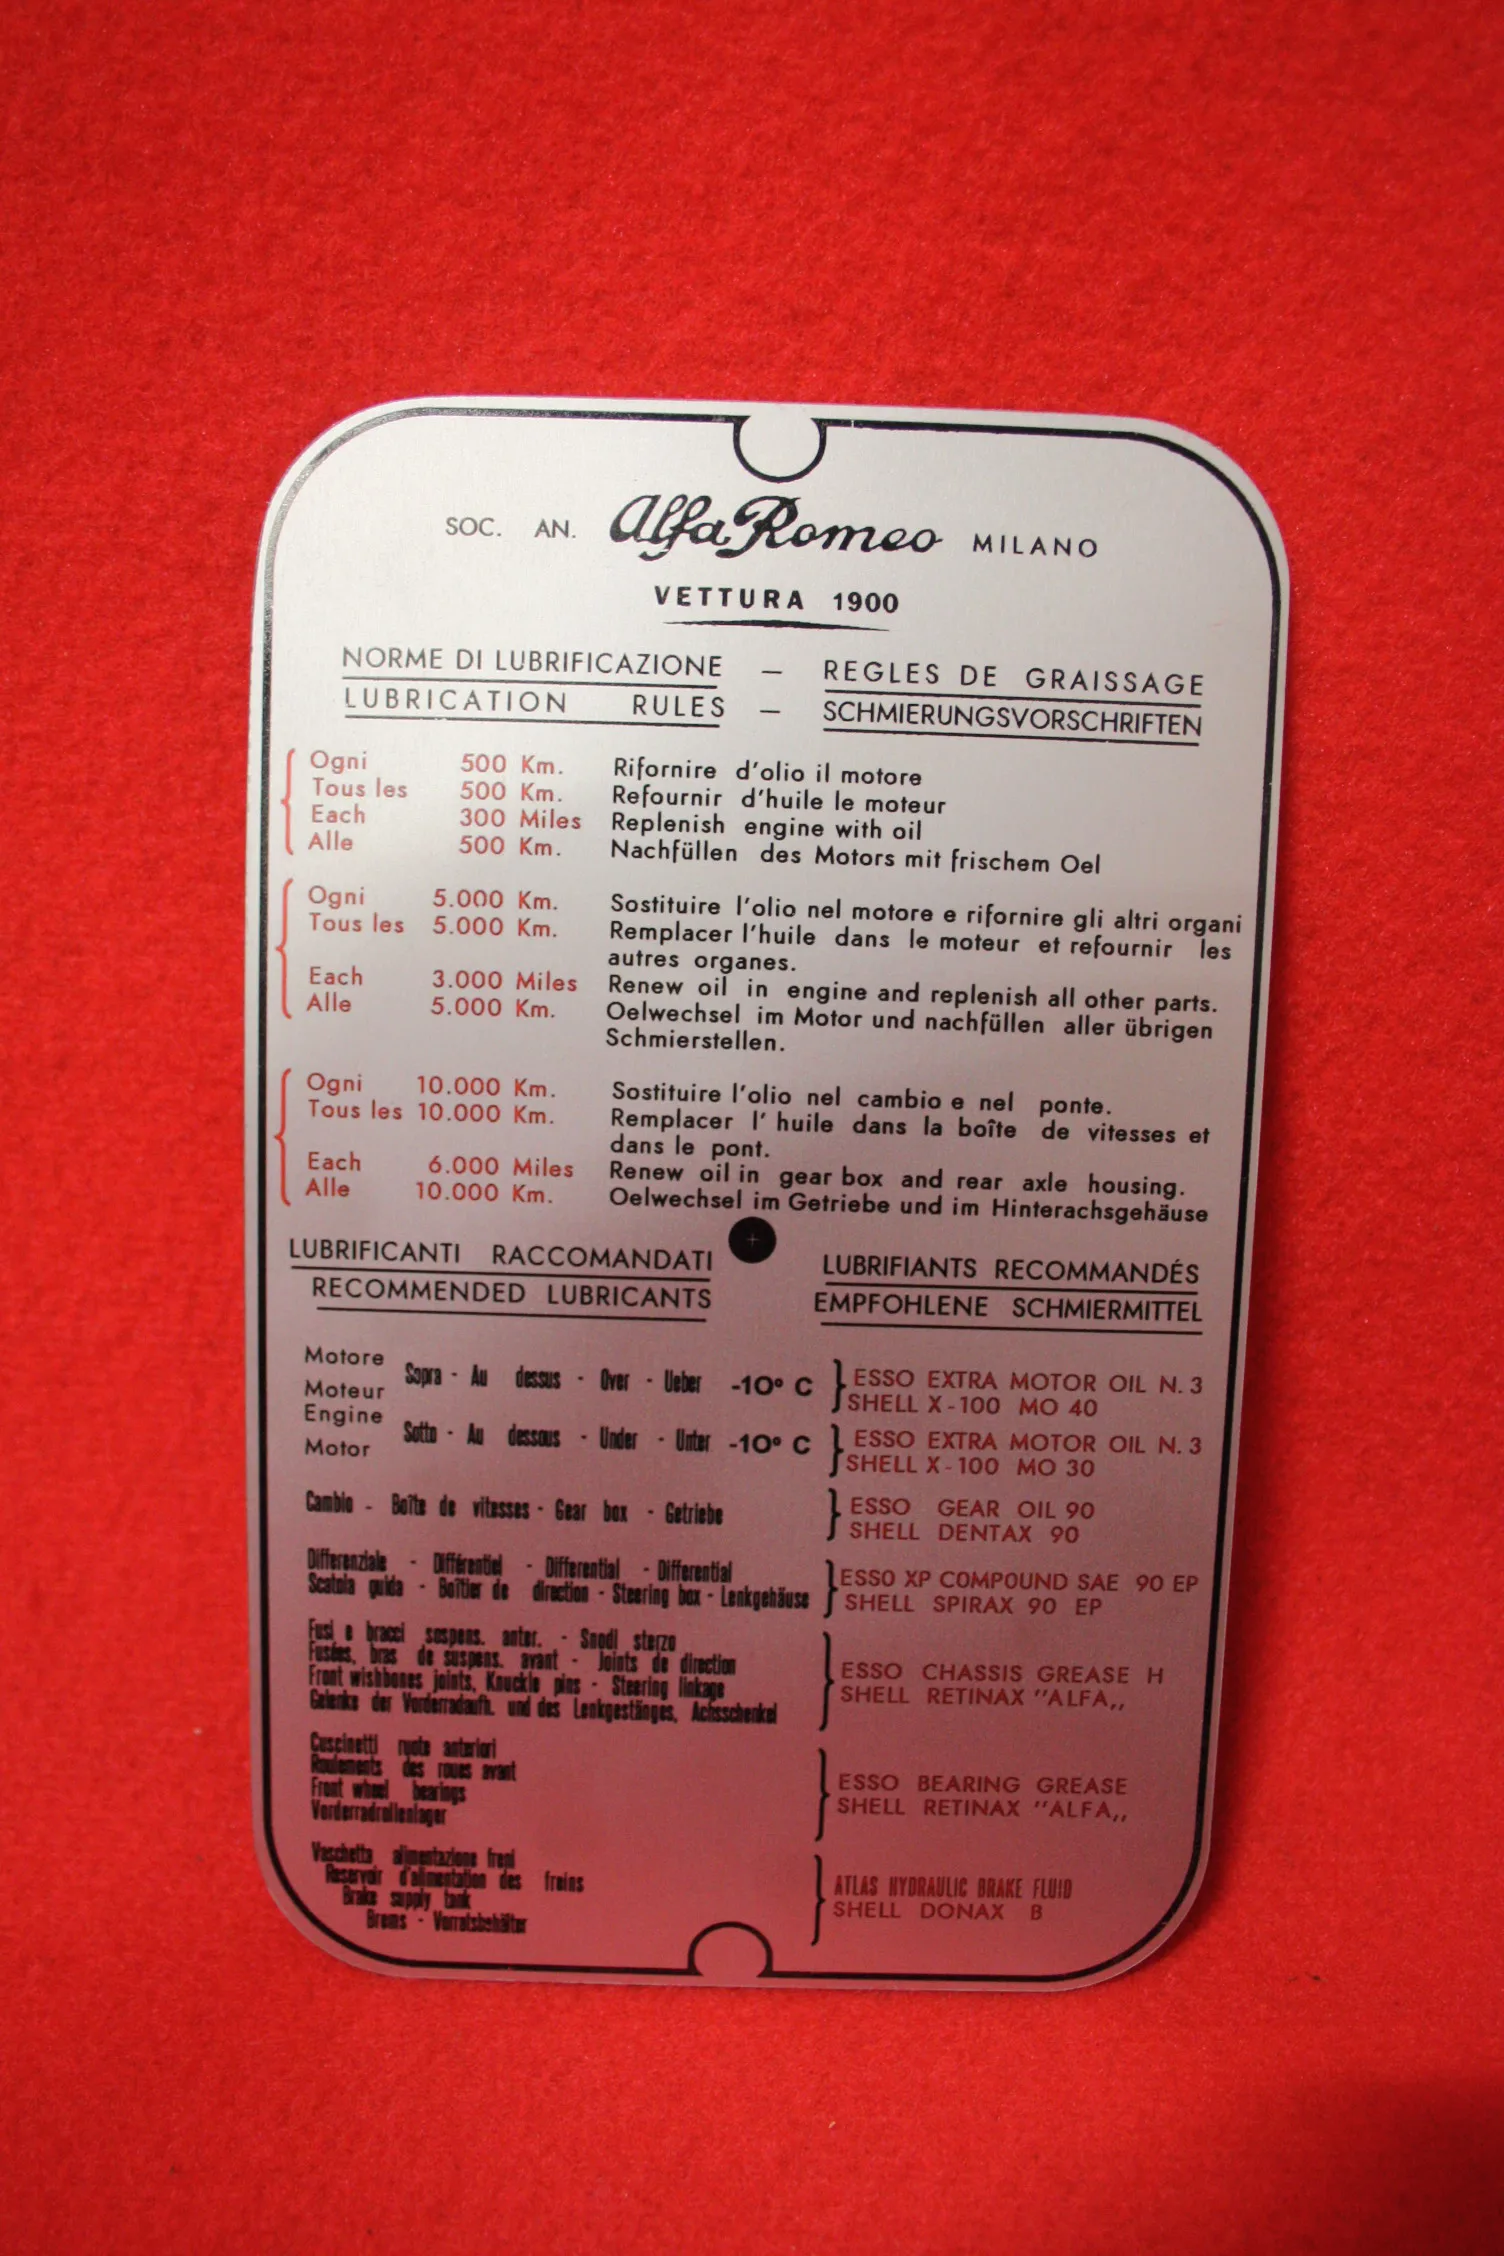 SOC. AN. Alfa Romeo MILANO
VETTURA 1900
NORME DI LUBRIFICAZIONE – REGLES DE GRAISSAGE
LUBRICATION RULES – SCHMIERUNGSVORSCHRIFTEN
Ogni 500 Km. Rifornire d'olio il motore
Tous les 500 Km. Refournir d'huile le moteur
Each 300 Miles Replenish engine with oil
Alle 500 Km. Nachfüllen des Motors mit frischem Oel
Ogni 5.000 Km. Sostituire l'olio nel motore e rifornire gli altri organi
Tous les 5.000 Km. Remplacer l'huile dans le moteur et refournir les
autres organes.
Each 3.000 Miles Renew oil in engine and replenish all other parts.
Alle 5.000 Km. Oelwechsel im Motor und nachfüllen aller übrigen
Schmierstellen.
Ogni 10.000 Km. Sostituire l'olio nel cambio e nel ponte.
Tous les 10.000 Km. Remplacer l'huile dans la boîte de vitesses et
dans le pont.
Each 6.000 Miles Renew oil in gear box and rear axle housing.
Alle 10.000 Km. Oelwechsel im Getriebe und im Hinterachsgehäuse
LUBRIFICANTI RACCOMANDATI LUBRIFIANTS RECOMMANDÉS
RECOMMENDED LUBRICANTS EMPFOHLENE SCHMIERMITTEL
Motore
Moteur
Engine
Motor
Sopra - Au dessus - Over - Ueber -10° C
ESSO EXTRA MOTOR OIL N. 3
SHELL X-100 MO 40
Sotto - Au dessous - Under - Unter -10° C
ESSO EXTRA MOTOR OIL N. 3
SHELL X-100 MO 30
Cambio - Boîte de vitesses - Gear box - Getriebe
ESSO GEAR OIL 90
SHELL DENTAX 90
Differenziale - Différentiel - Differential - Differential
Scatola guida - Boîtier de direction - Steering box - Lenkgehäuse
ESSO XP COMPOUND SAE 90 EP
SHELL SPIRAX 90 EP
Fusi e bracci sospens. anter. - Snodi sterzo
Fusées, bras de suspens. avant - Joints de direction
Front wishbones joints, Knuckle pins - Steering linkage
Gelenke der Vorderradaufh. und des Lenkgestänges, Achsschenkel
ESSO CHASSIS GREASE H
SHELL RETINAX "ALFA„
Cuscinetti ruote anteriori
Roulements des roues avant
Front wheel bearings
Vorderradrollenlager
ESSO BEARING GREASE
SHELL RETINAX "ALFA„
Vaschetta alimentazione freni
Reservoir d'alimentation des freins
Brake supply tank
Brems - Vorratsbehälter
ATLAS HYDRAULIC BRAKE FLUID
SHELL DONAX B